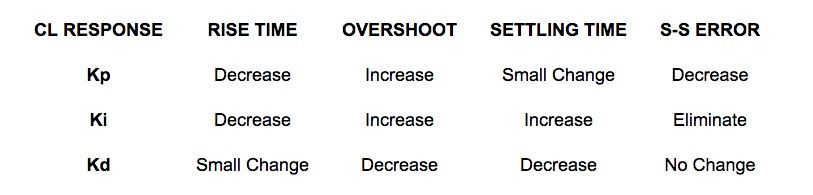 CL RESPONSE RISE TIME OVERSHOOT SETTLING TIME S-S ERROR
Kp Decrease Increase Small Change Decrease
Ki Decrease Increase Increase Eliminate
Kd Small Change Decrease Decrease No Change